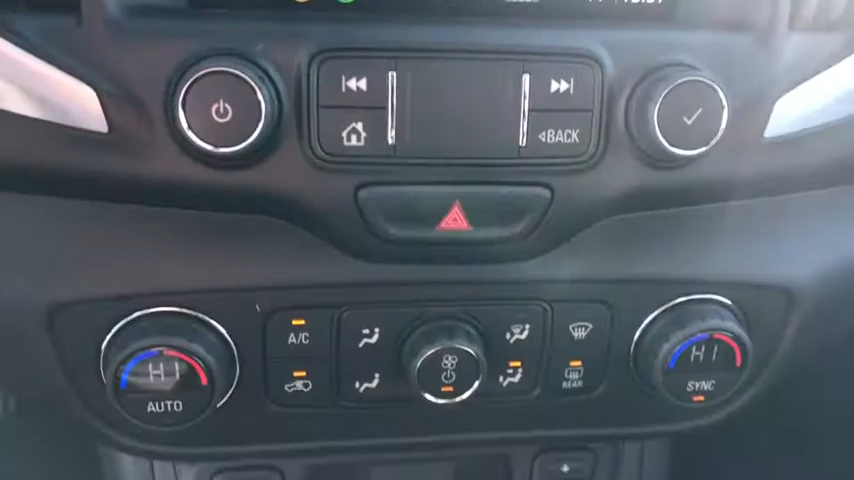 BACK
A/C
HI
HI
AUTO
REAR
SYNC